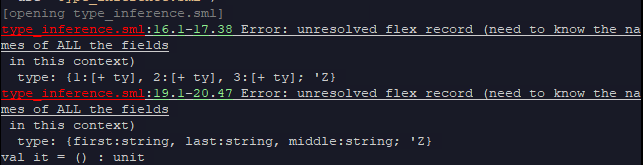 [opening type_inference.sml]
type_inference.sml:16.1-17.38 Error: unresolved flex record (need to know the na
mes of ALL the fields
 in this context)
  type: {1:[+ ty], 2:[+ ty], 3:[+ ty]; 'Z}
type_inference.sml:19.1-20.47 Error: unresolved flex record (need to know the na
mes of ALL the fields
 in this context)
  type: {first:string, last:string, middle:string; 'Z}
val it = () : unit